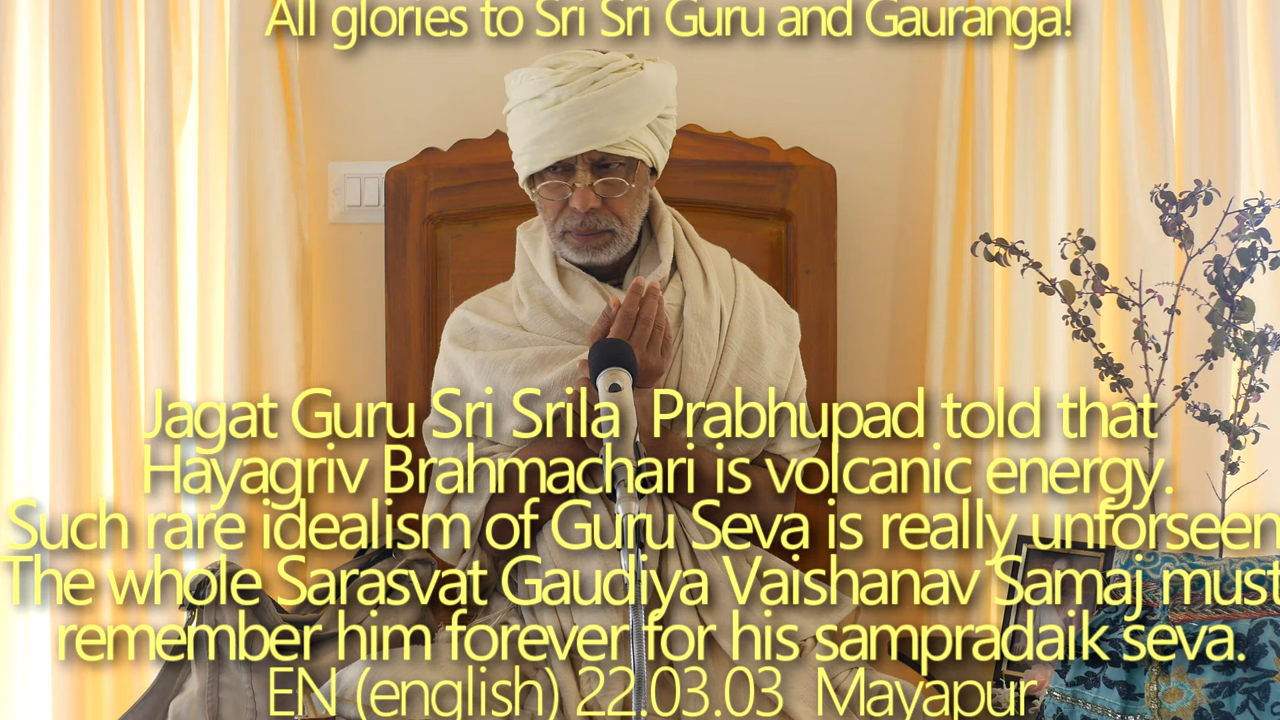 All glories to Sri Sri Guru and Gauranga!
Jagat Guru Sri Srila Prabhupad told that
Hayagriv Brahmachari is volcanic energy.
Such rare idealism of Guru Seva is really unforseen
The whole Sarasvat Gaudiya Vaishanav Samaj must
remember him forever for his sampradaik seva.
EN (english) 22.03.03 Mayapur